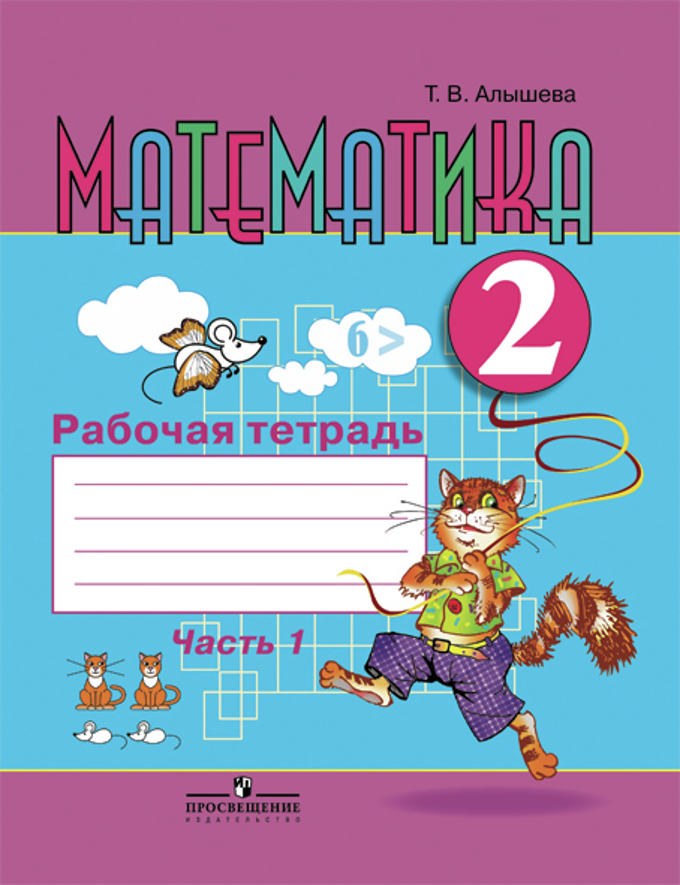 Т. В. Алышева
МАТЕМАТИКА
2
6 >
Рабочая тетрадь
Часть 1
ПРОСВЕЩЕНИЕ
ИЗДАТЕЛЬСТВО